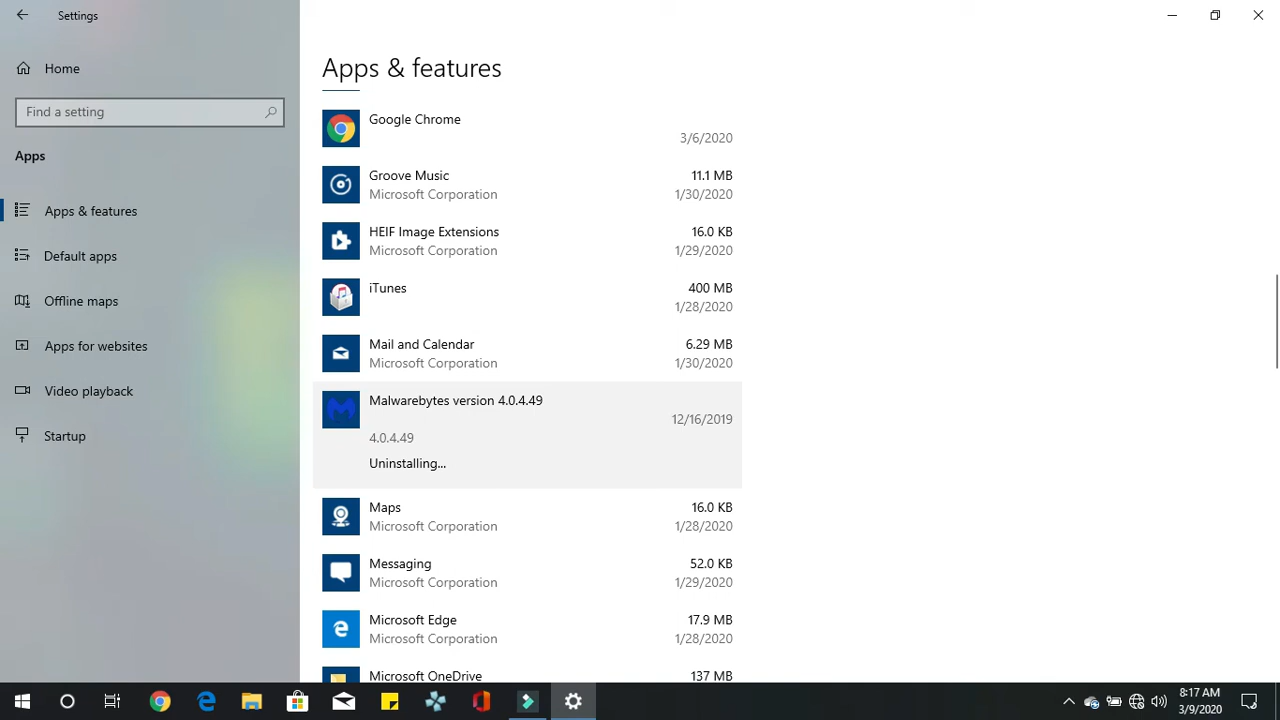 Settings
Home
Find a setting
Apps
Apps & features
Default apps
Offline maps
Apps for websites
Video playback
Startup
Apps & features
Google Chrome
3/6/2020
Groove Music 11.1 MB
Microsoft Corporation 1/30/2020
HEIF Image Extensions 16.0 KB
Microsoft Corporation 1/29/2020
iTunes 400 MB
1/28/2020
Mail and Calendar 6.29 MB
Microsoft Corporation 1/30/2020
Malwarebytes version 4.0.4.49
12/16/2019
4.0.4.49
Uninstalling...
Maps 16.0 KB
Microsoft Corporation 1/28/2020
Messaging 52.0 KB
Microsoft Corporation 1/29/2020
Microsoft Edge 17.9 MB
Microsoft Corporation 1/28/2020
Microsoft OneDrive 137 MB
8:17 AM
3/9/2020